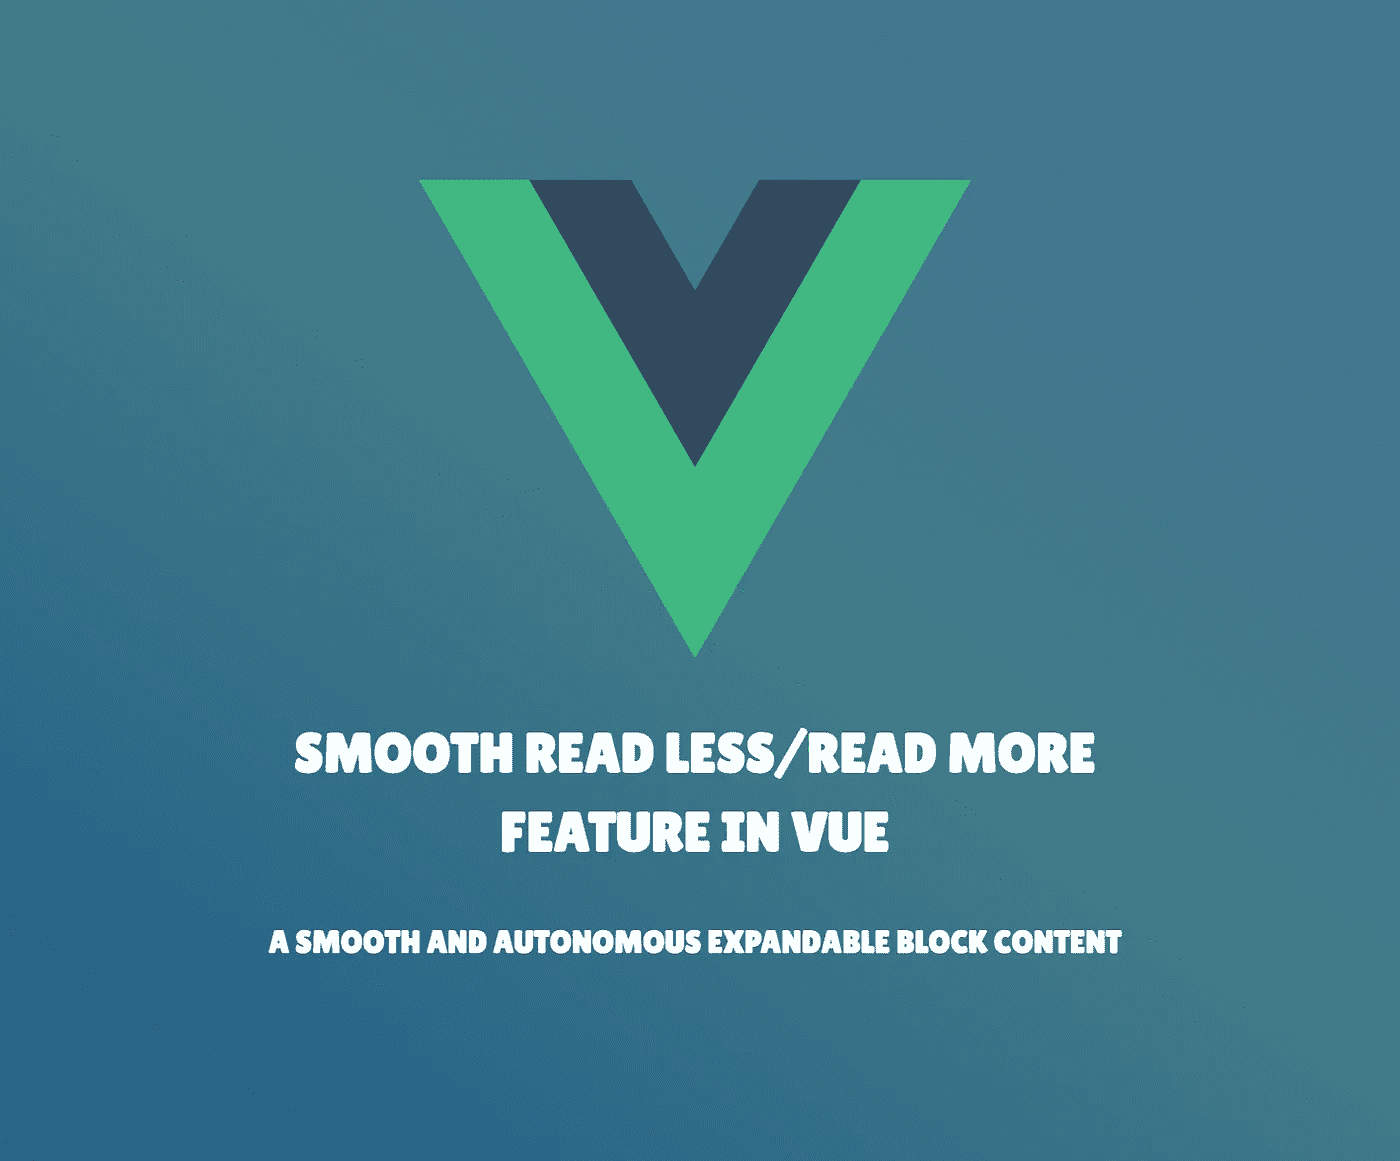 SMOOTH READ LESS/READ MORE
FEATURE IN VUE
A SMOOTH AND AUTONOMOUS EXPANDABLE BLOCK CONTENT